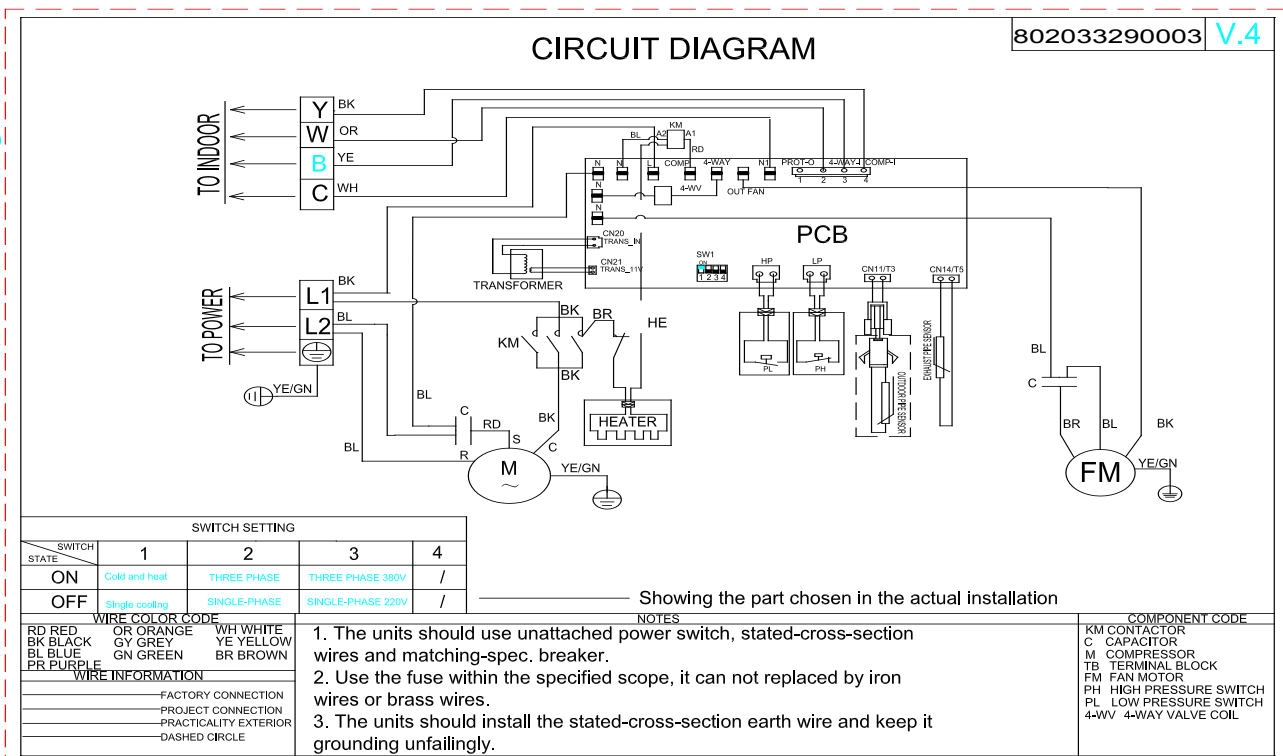 CIRCUIT DIAGRAM
802033290003 V.4
TO INDOOR
Y BK
W OR
B YE
C WH
BL A2 KM A1
RD
N N L COMP 4-WAY N1 PROT-O 4-WAY-I COMP-I
1 2 3 4
N 4-WV OUT FAN
N
PCB
CN20
TRANS_IN
CN21
TRANS_11V
TRANSFORMER
SW1
ON
1 2 3 4
HP LP CN11/T3 CN14/T5
TO POWER
L1 BK
L2 BL
YE/GN
KM BK BR HE
BK
PL PH
OUTDOOR PIPE SENSOR
EXHAUST PIPE SENSOR
HEATER
BL C RD S BK C
BL R
M
~
YE/GN
BL
C
BR BL BK
FM YE/GN
SWITCH SETTING
SWITCH
STATE 1 2 3 4
ON Cold and heat THREE PHASE THREE PHASE 380V /
OFF Single cooling SINGLE-PHASE SINGLE-PHASE 220V /
Showing the part chosen in the actual installation
WIRE COLOR CODE
RD RED OR ORANGE WH WHITE
BK BLACK GY GREY YE YELLOW
BL BLUE GN GREEN BR BROWN
PR PURPLE
WIRE INFORMATION
FACTORY CONNECTION
PROJECT CONNECTION
PRACTICALITY EXTERIOR
DASHED CIRCLE
NOTES
1. The units should use unattached power switch, stated-cross-section
wires and matching-spec. breaker.
2. Use the fuse within the specified scope, it can not replaced by iron
wires or brass wires.
3. The units should install the stated-cross-section earth wire and keep it
grounding unfailingly.
COMPONENT CODE
KM CONTACTOR
C CAPACITOR
M COMPRESSOR
TB TERMINAL BLOCK
FM FAN MOTOR
PH HIGH PRESSURE SWITCH
PL LOW PRESSURE SWITCH
4-WV 4-WAY VALVE COIL